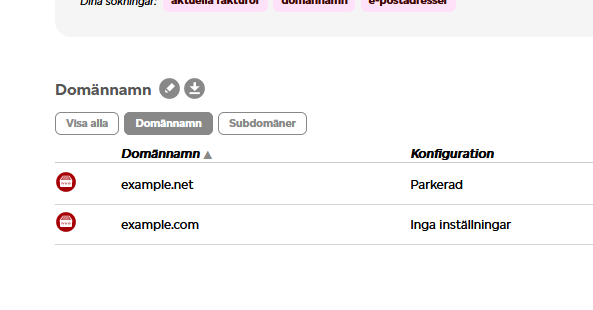 Dina sökningar: aktuella fakturor domännamn e-postadresser
Domännamn
Visa alla Domännamn Subdomäner
Domännamn Konfiguration
example.net Parkerad
example.com Inga inställningar